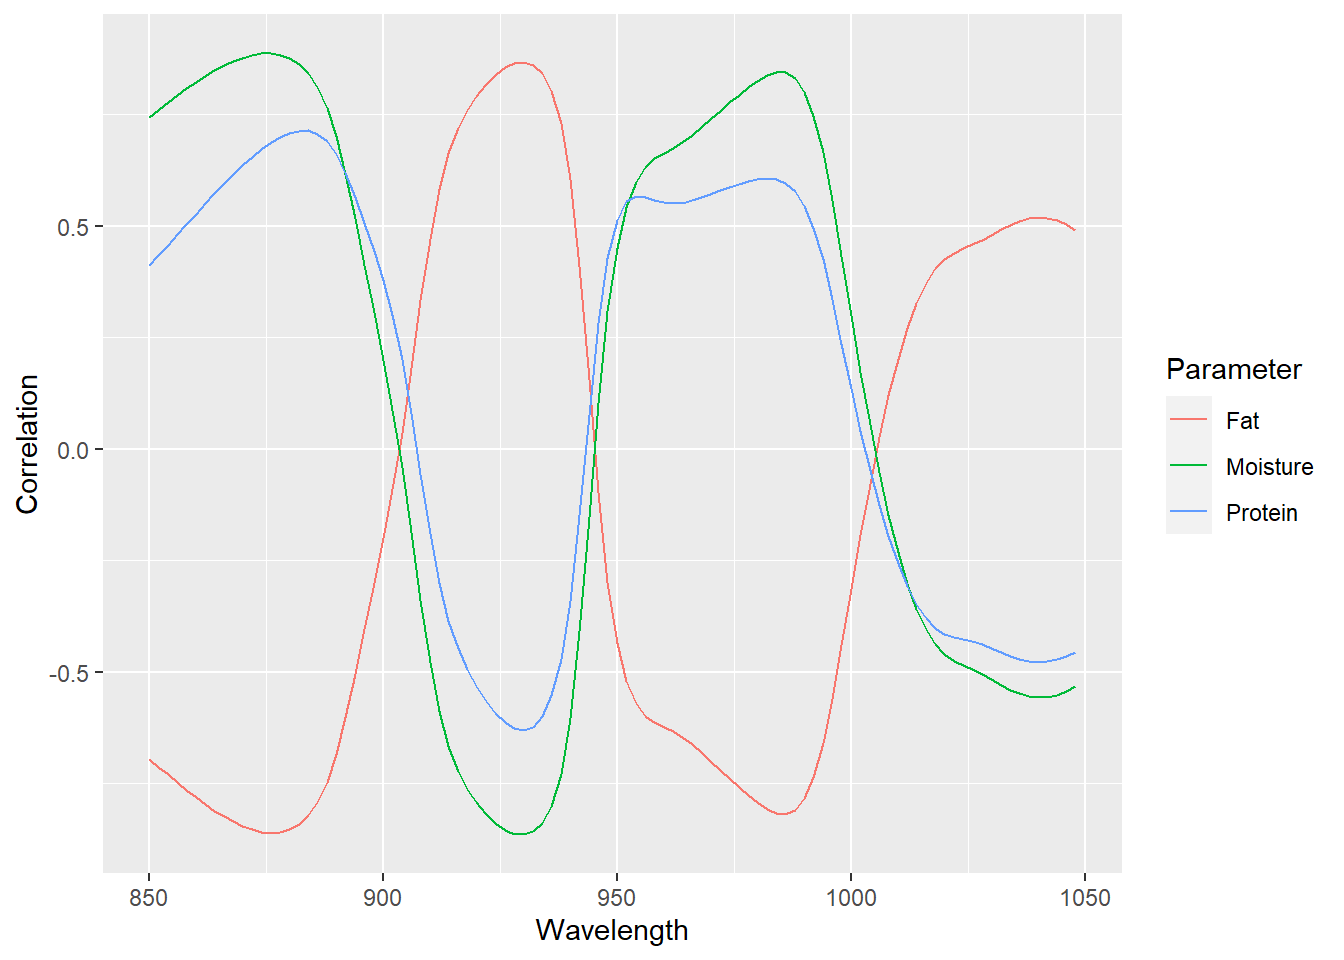 Correlation
0.5
0.0
-0.5
850
900
950
1000
1050
Wavelength
Parameter
Fat
Moisture
Protein